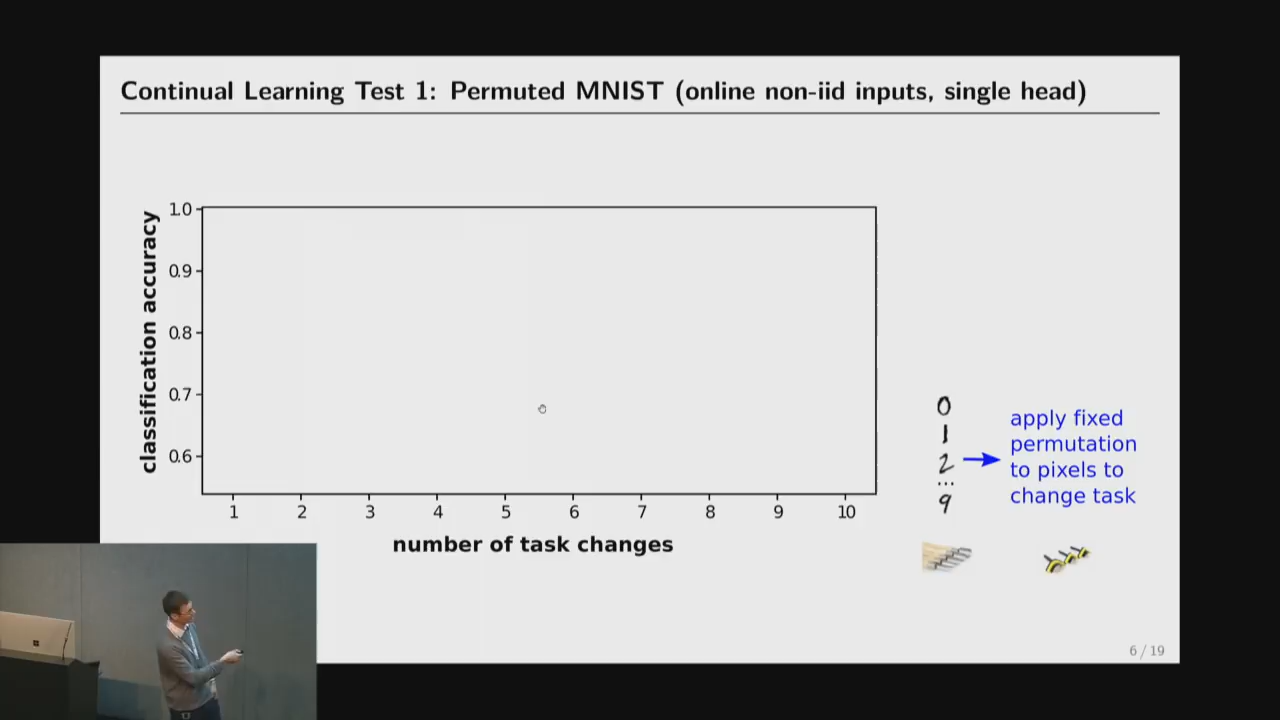 Continual Learning Test 1: Permuted MNIST (online non-iid inputs, single head)
classification accuracy
1.0
0.9
0.8
0.7
0.6
1 2 3 4 5 6 7 8 9 10
number of task changes
0
1
2
...
9
apply fixed
permutation
to pixels to
change task
6 / 19